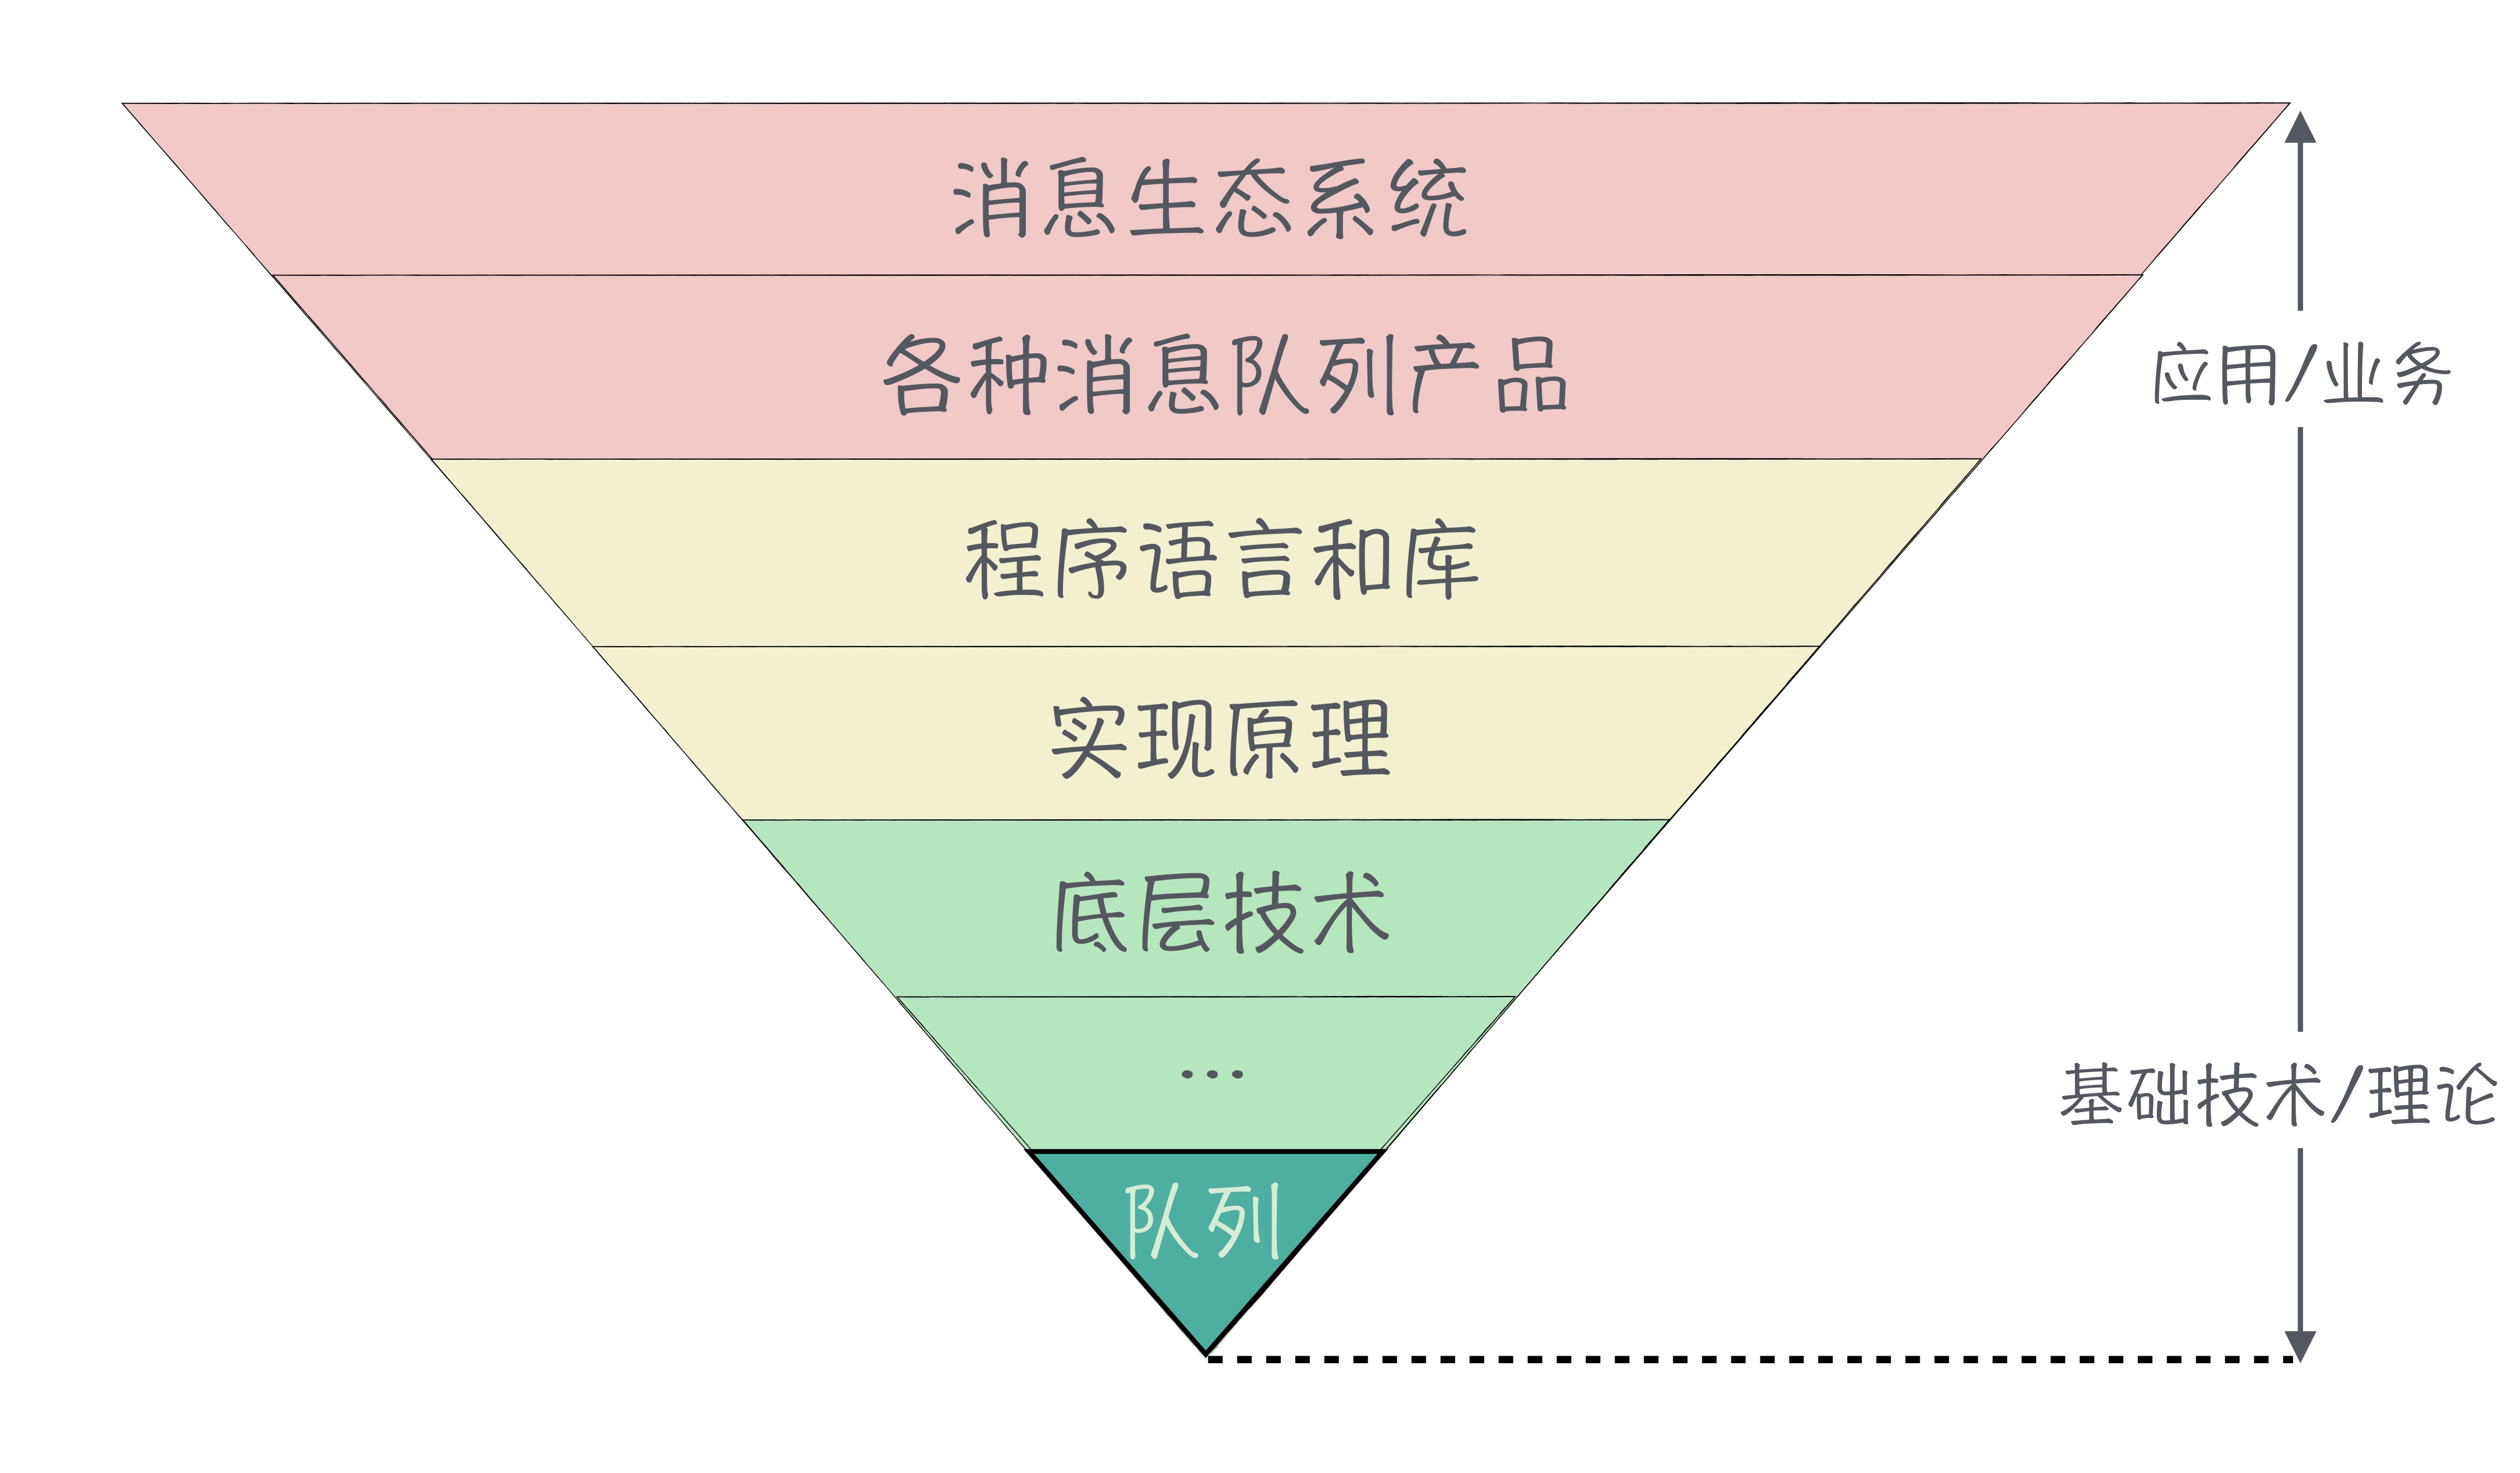 消息生态系统
各种消息队列产品
应用/业务
程序语言和库
实现原理
底层技术
...
基础技术/理论
队列